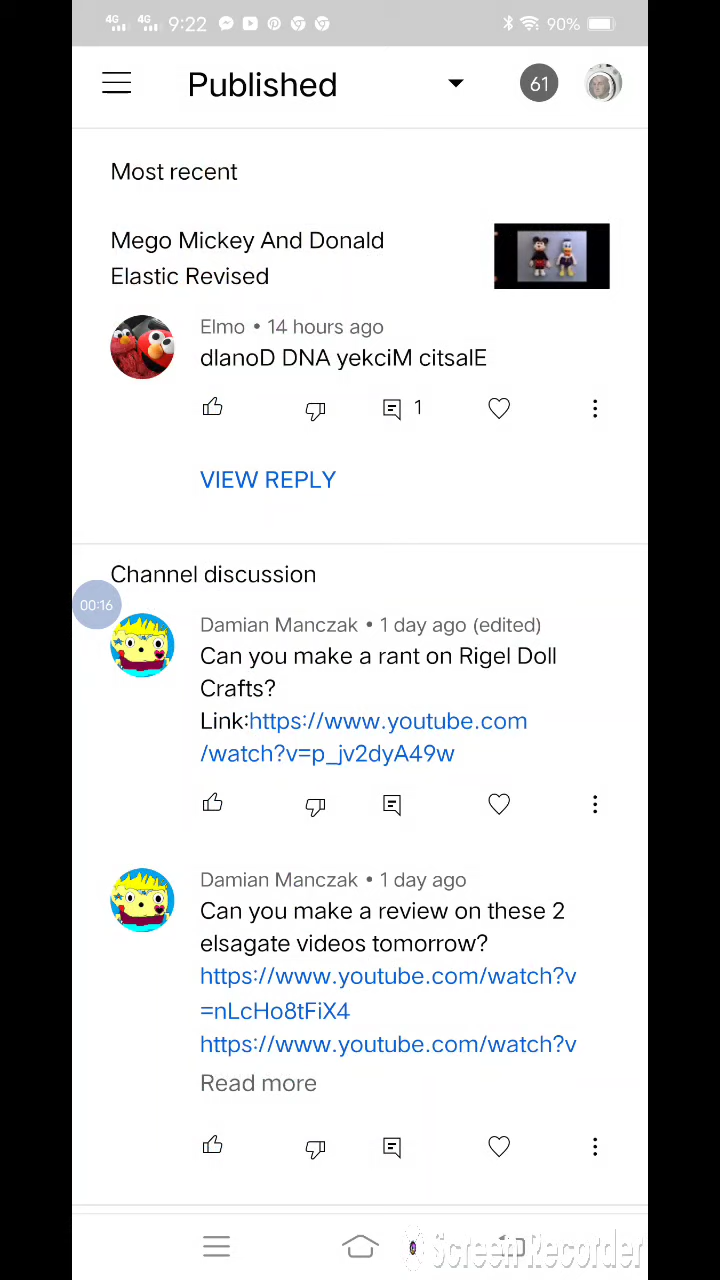 4G 4G 9:22 90%
Published 61
Most recent
Mego Mickey And Donald
Elastic Revised
Elmo • 14 hours ago
dlanoD DNA yekciM citsalE
1
VIEW REPLY
Channel discussion
00:16
Damian Manczak • 1 day ago (edited)
Can you make a rant on Rigel Doll
Crafts?
Link:https://www.youtube.com
/watch?v=p_jv2dyA49w
Damian Manczak • 1 day ago
Can you make a review on these 2
elsagate videos tomorrow?
https://www.youtube.com/watch?v
=nLcHo8tFiX4
https://www.youtube.com/watch?v
Read more
Screen Recorder